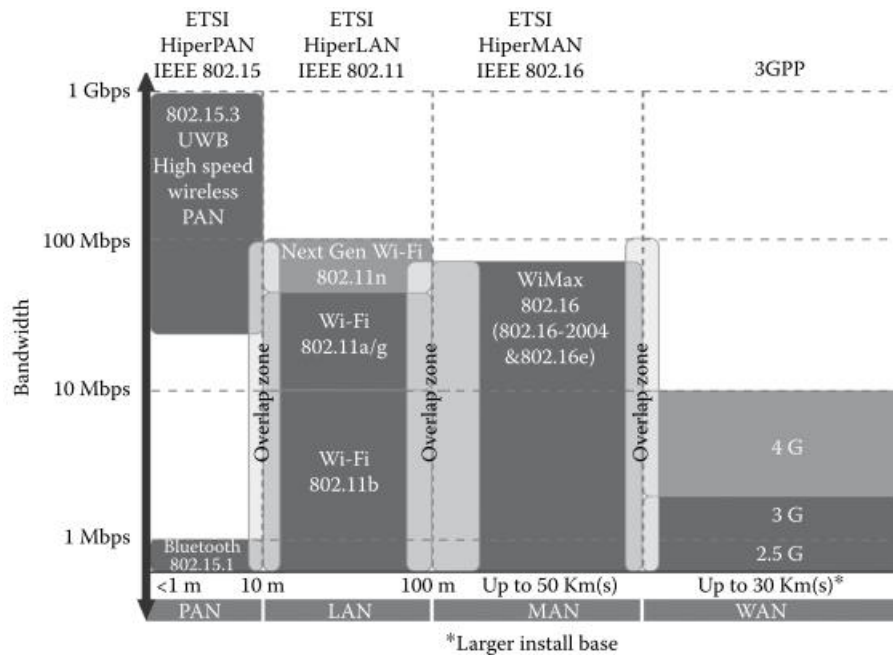 ETSI
HiperPAN
IEEE 802.15
ETSI
HiperLAN
IEEE 802.11
ETSI
HiperMAN
IEEE 802.16
3GPP
Bandwidth
1 Gbps
100 Mbps
10 Mbps
1 Mbps
802.15.3
UWB
High speed
wireless
PAN
Bluetooth
802.15.1
Overlap zone
Next Gen Wi-Fi
802.11n
Wi-Fi
802.11a/g
Wi-Fi
802.11b
Overlap zone
WiMax
802.16
(802.16-2004
&802.16e)
Overlap zone
4 G
3 G
2.5 G
<1 m
10 m
100 m
Up to 50 Km(s)
Up to 30 Km(s)*
PAN
LAN
MAN
WAN
*Larger install base